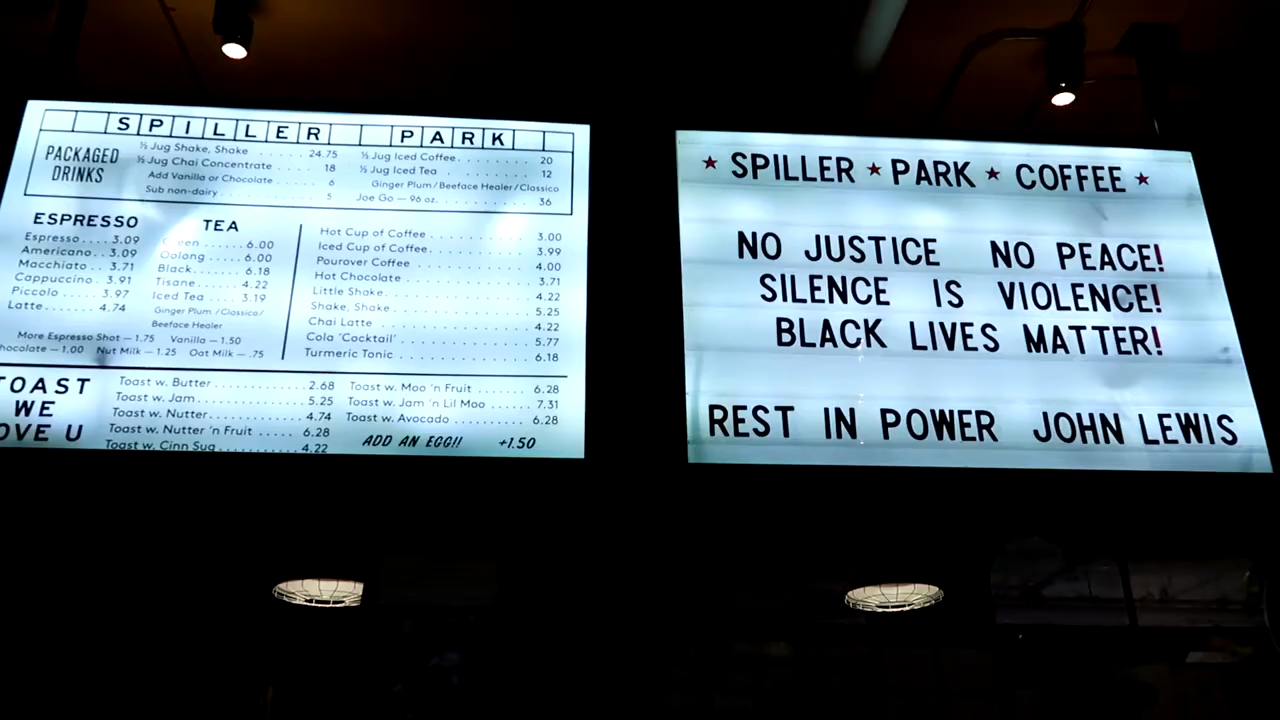 SPILLER PARK
PACKAGED DRINKS
½ Jug Shake, Shake ..... 24.75
½ Jug Chai Concentrate ..... 18
Add Vanilla or Chocolate ..... 6
Sub non-dairy ..... 5
½ Jug Iced Coffee ..... 20
½ Jug Iced Tea ..... 12
Ginger Plum/Beeface Healer/Classico
Joe Go — 96 oz. ..... 36
ESPRESSO
Espresso .... 3.09
Americano .. 3.09
Macchiato .. 3.71
Cappuccino . 3.91
Piccolo ..... 3.97
Latte ..... 4.74
TEA
Green ...... 6.00
Oolong ...... 6.00
Black ....... 6.18
Tisane ...... 4.22
Iced Tea .... 3.19
Ginger Plum /Classico/
Beeface Healer
More Espresso Shot — 1.75 Vanilla — 1.50
hocolate — 1.00 Nut Milk — 1.25 Oat Milk — .75
Hot Cup of Coffee ..... 3.00
Iced Cup of Coffee ..... 3.99
Pourover Coffee ..... 4.00
Hot Chocolate ..... 3.71
Little Shake ..... 4.22
Shake, Shake ..... 5.25
Chai Latte ..... 4.22
Cola 'Cocktail' ..... 5.77
Turmeric Tonic ..... 6.18
TOAST
WE
OVE U
Toast w. Butter ..... 2.68
Toast w. Jam ..... 5.25
Toast w. Nutter ..... 4.74
Toast w. Nutter 'n Fruit ..... 6.28
Toast w. Cinn Sug ..... 4.22
Toast w. Moo 'n Fruit ..... 6.28
Toast w. Jam 'n Lil Moo ..... 7.31
Toast w. Avocado ..... 6.28
ADD AN EGG!! +1.50
★ SPILLER ★ PARK ★ COFFEE ★
NO JUSTICE NO PEACE!
SILENCE IS VIOLENCE!
BLACK LIVES MATTER!
REST IN POWER JOHN LEWIS